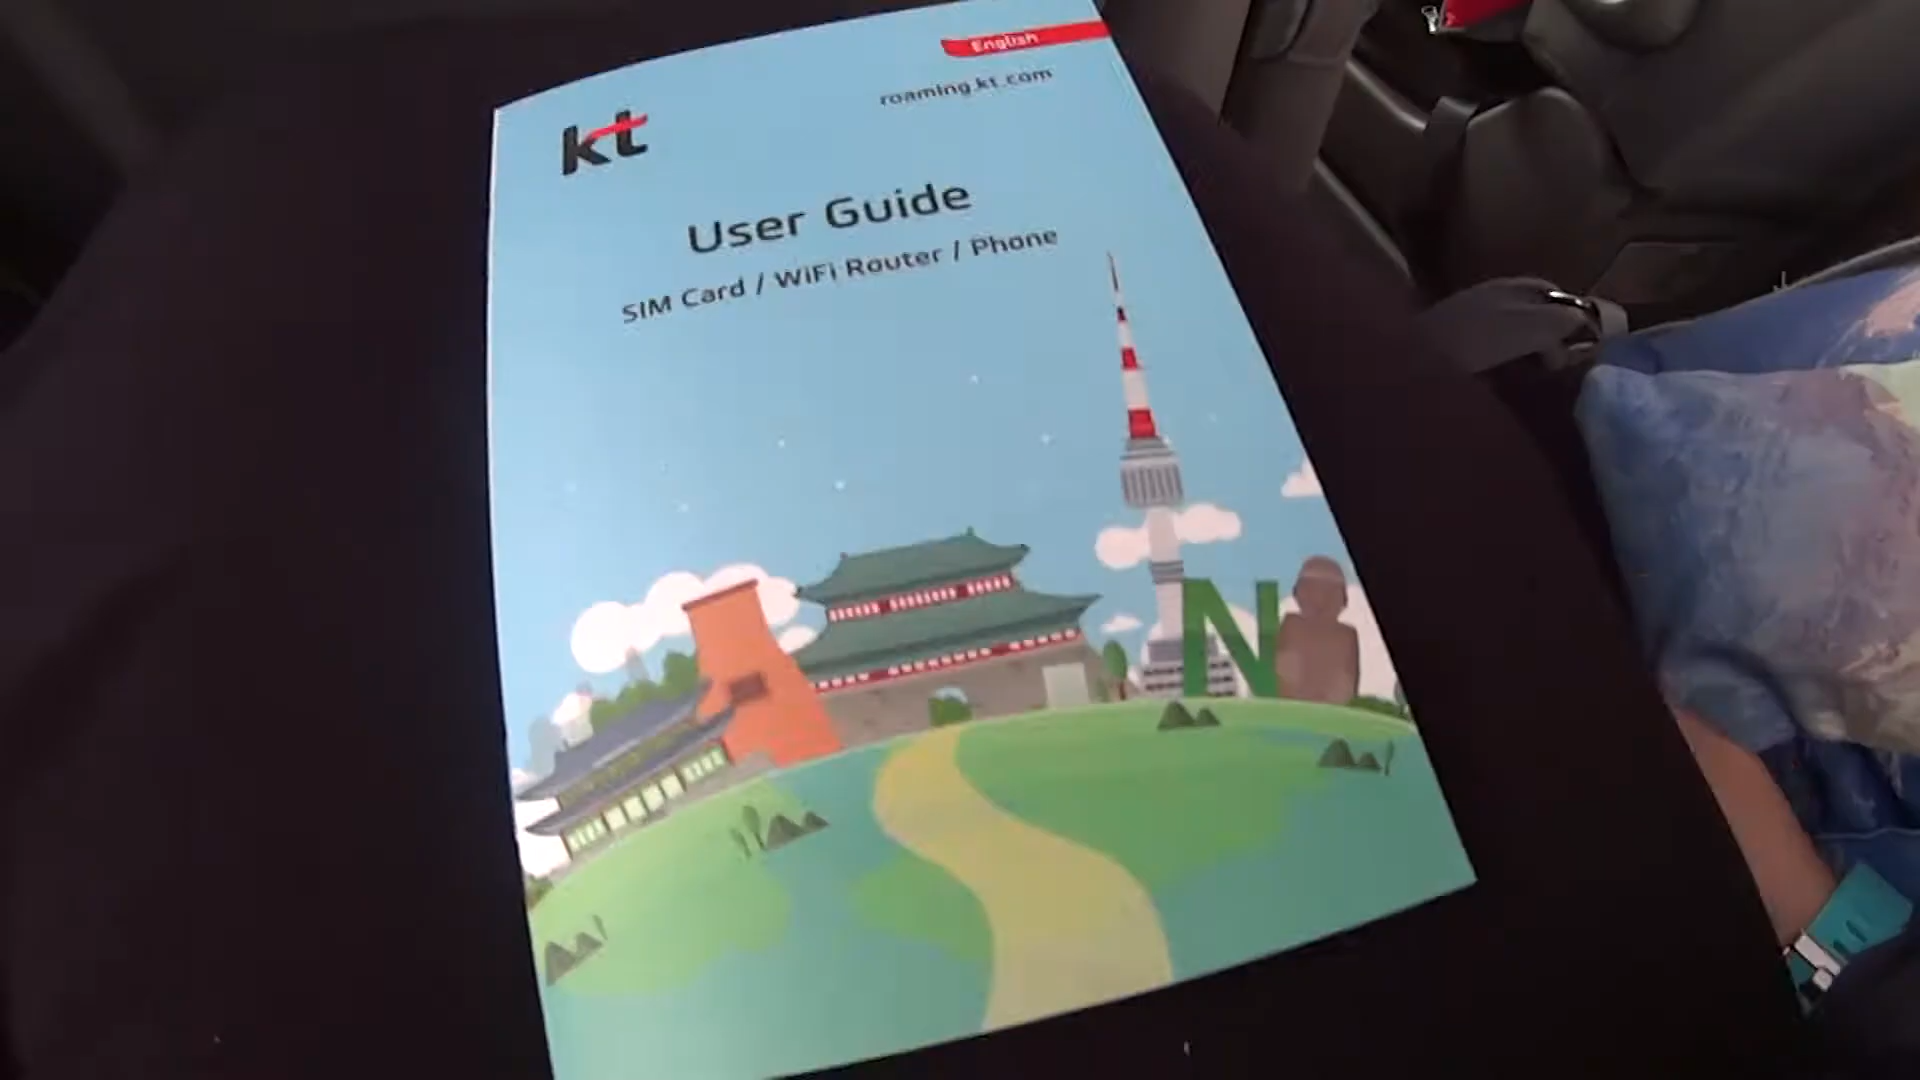 English
roaming.kt.com
kt
User Guide
SIM Card / WiFi Router / Phone
N